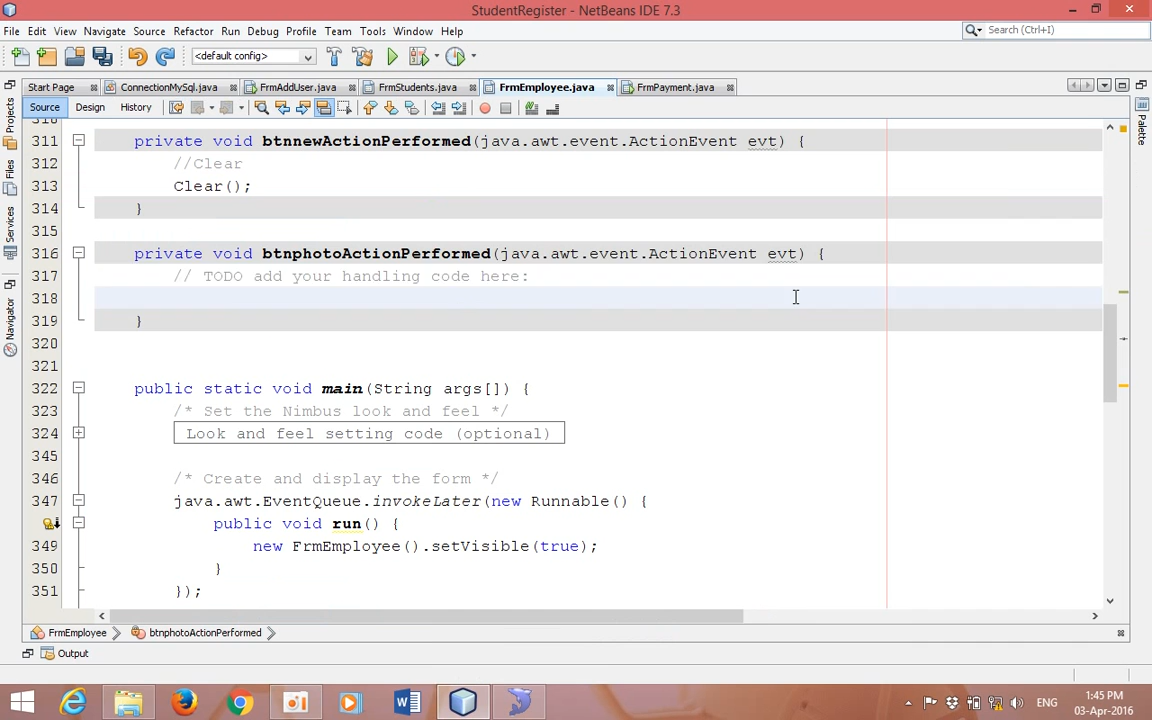 StudentRegister - NetBeans IDE 7.3
File Edit View Navigate Source Refactor Run Debug Profile Team Tools Window Help
Search (Ctrl+I)
<default config>
Start Page ConnectionMySql.java FrmAddUser.java FrmStudents.java FrmEmployee.java FrmPayment.java
Source Design History
Projects
Files
Services
Navigator
Palette
311 private void btnnewActionPerformed(java.awt.event.ActionEvent evt) {
312 //Clear
313 Clear();
314 }
315
316 private void btnphotoActionPerformed(java.awt.event.ActionEvent evt) {
317 // TODO add your handling code here:
318
319 }
320
321
322 public static void main(String args[]) {
323 /* Set the Nimbus look and feel */
324 Look and feel setting code (optional)
345
346 /* Create and display the form */
347 java.awt.EventQueue.invokeLater(new Runnable() {
public void run() {
349 new FrmEmployee().setVisible(true);
350 }
351 });
FrmEmployee btnphotoActionPerformed
Output
ENG
1:45 PM
03-Apr-2016